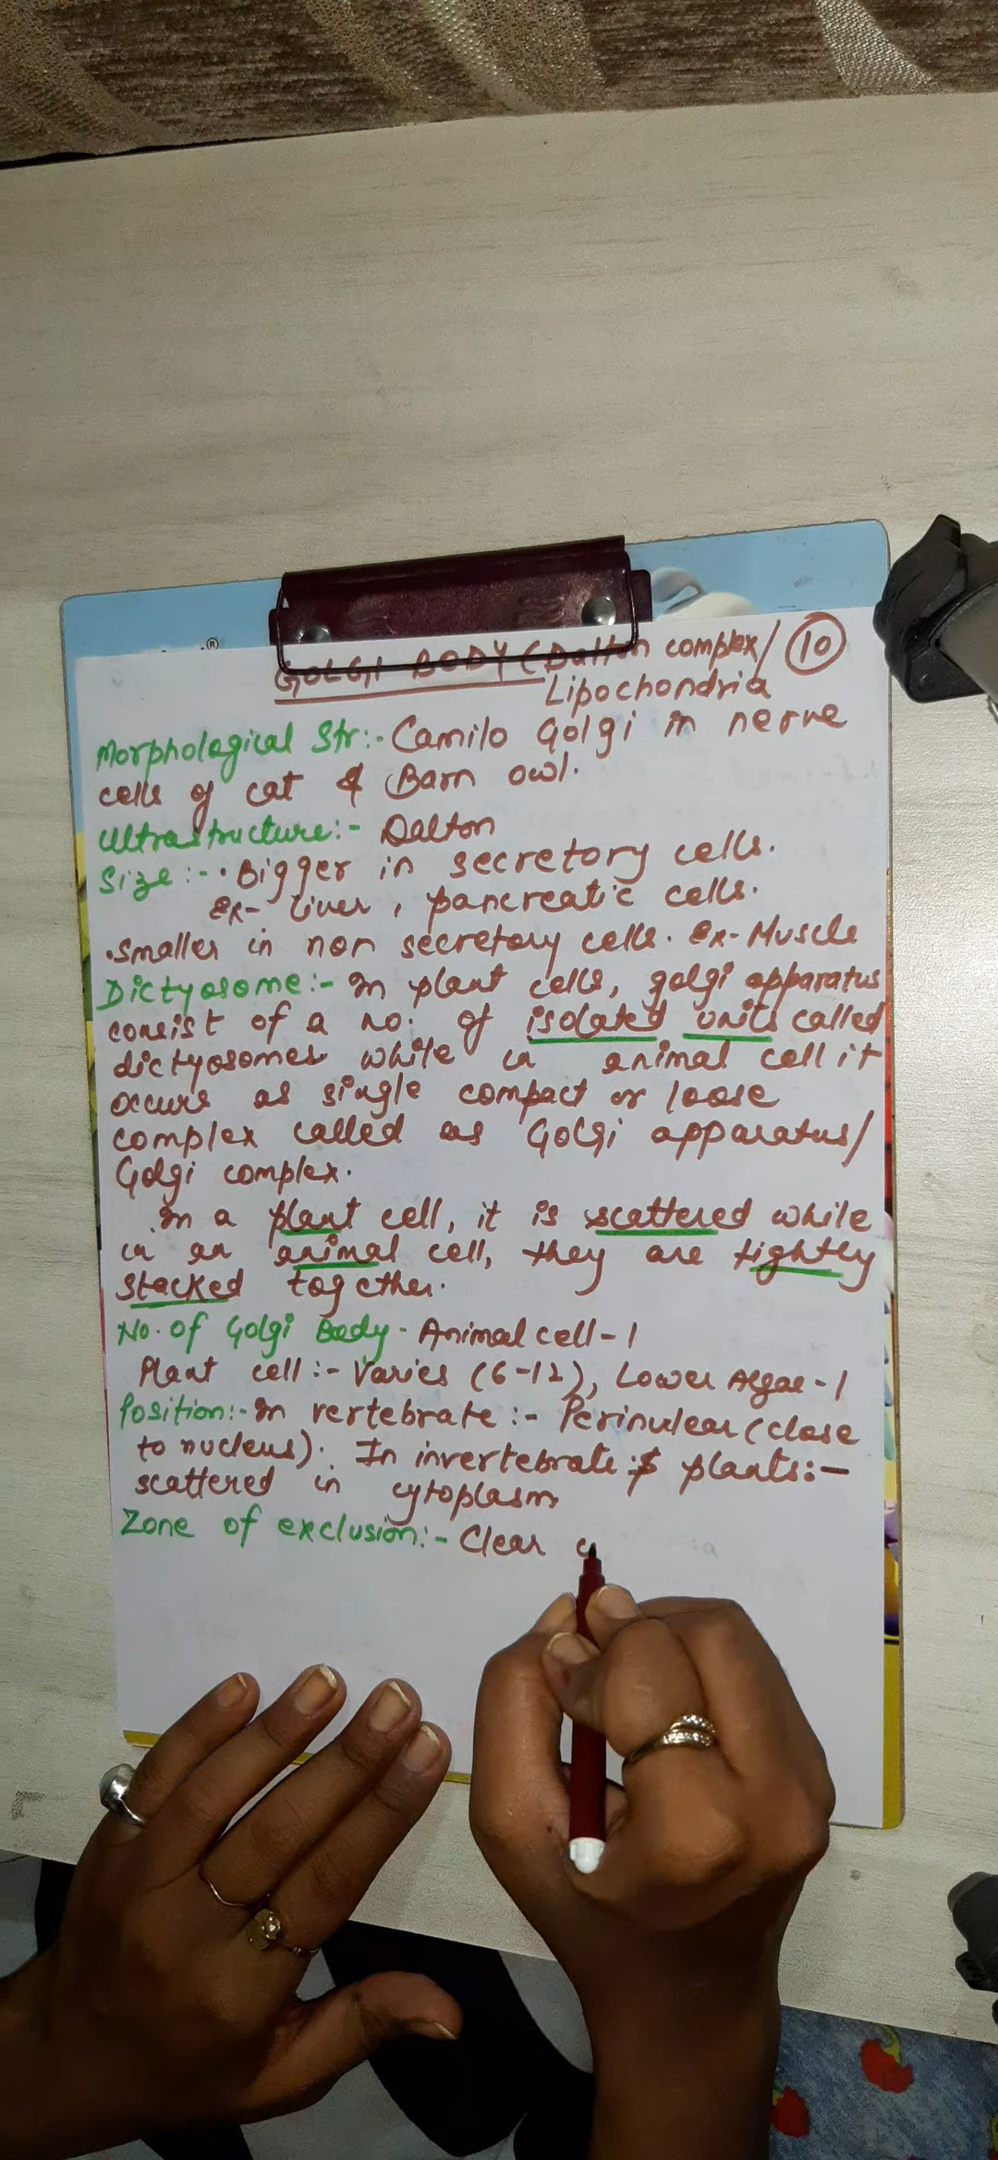 ®
GOLGI BODY (Dalton complex/ 10
Lipochondria
Morphological Str:- Camilo Golgi in nerve
cells of cat & Barn owl.
Ultrastructure:- Dalton
Size:- • Bigger in secretory cells.
Ex- liver, pancreatic cells.
• Smaller in non secretory cells. Ex- Muscle
Dictyosome:- In plant cells, golgi apparatus
consist of a no. of isolated units called
dictyosomes while in animal cell it
occurs as single compact or loose
complex called as Golgi apparatus/
Golgi complex.
In a plant cell, it is scattered while
in an animal cell, they are tightly
stacked together.
No. of Golgi Body - Animal cell - 1
Plant cell:- Varies (6-12), Lower Algae - 1
Position:- In vertebrate:- Perinulear (close
to nucleus). In invertebrate & plants:-
scattered in cytoplasm
Zone of exclusion:- Clear